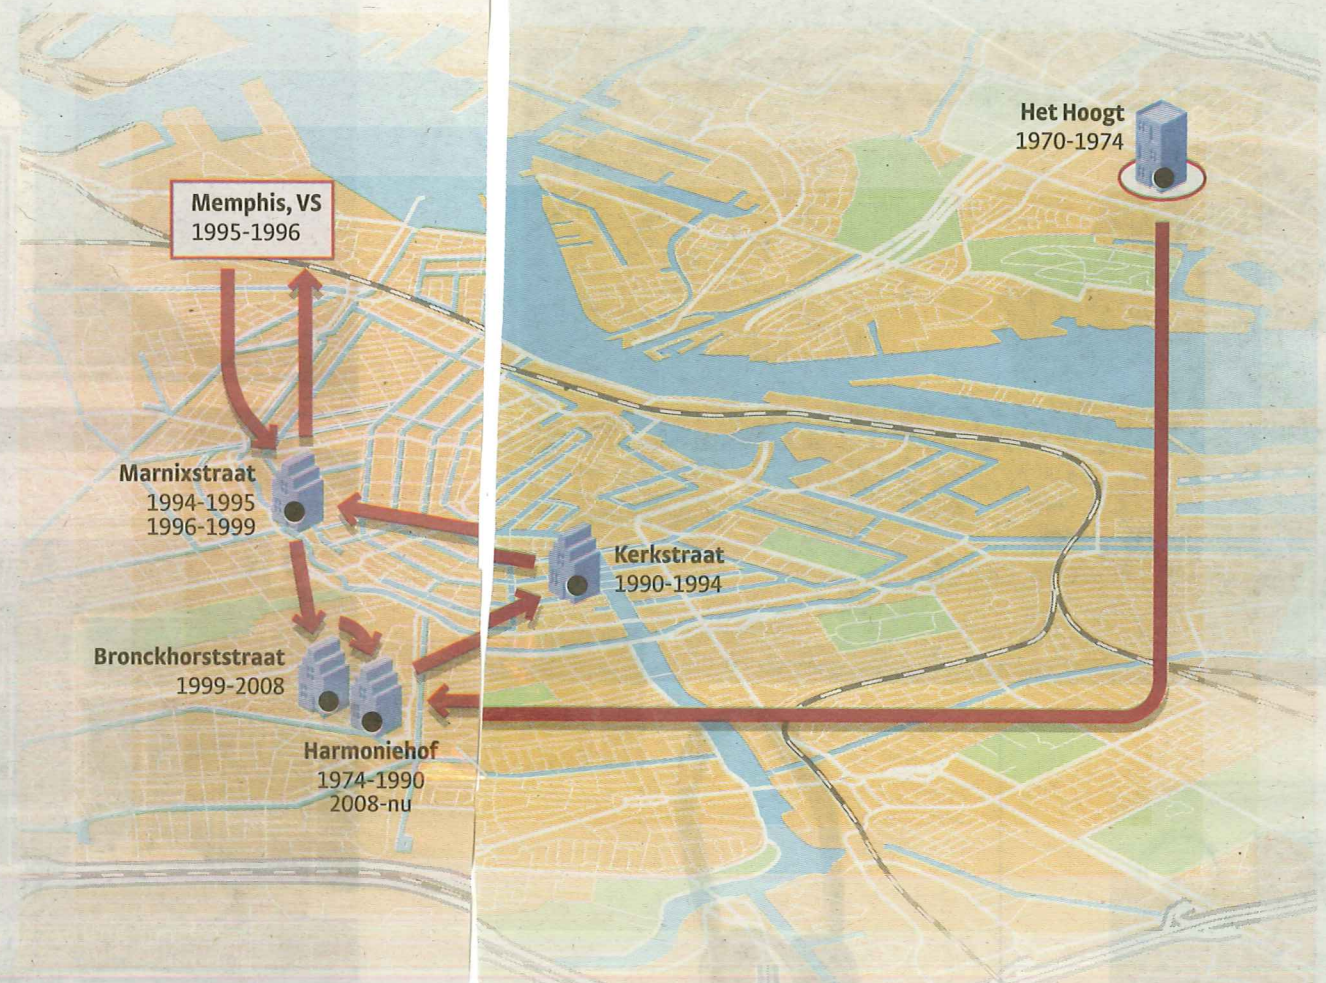 Het Hoogt
1970-1974
Memphis, VS
1995-1996
Marnixstraat
1994-1995
1996-1999
Kerkstraat
1990-1994
Bronckhorststraat
1999-2008
Harmoniehof
1974-1990
2008-nu